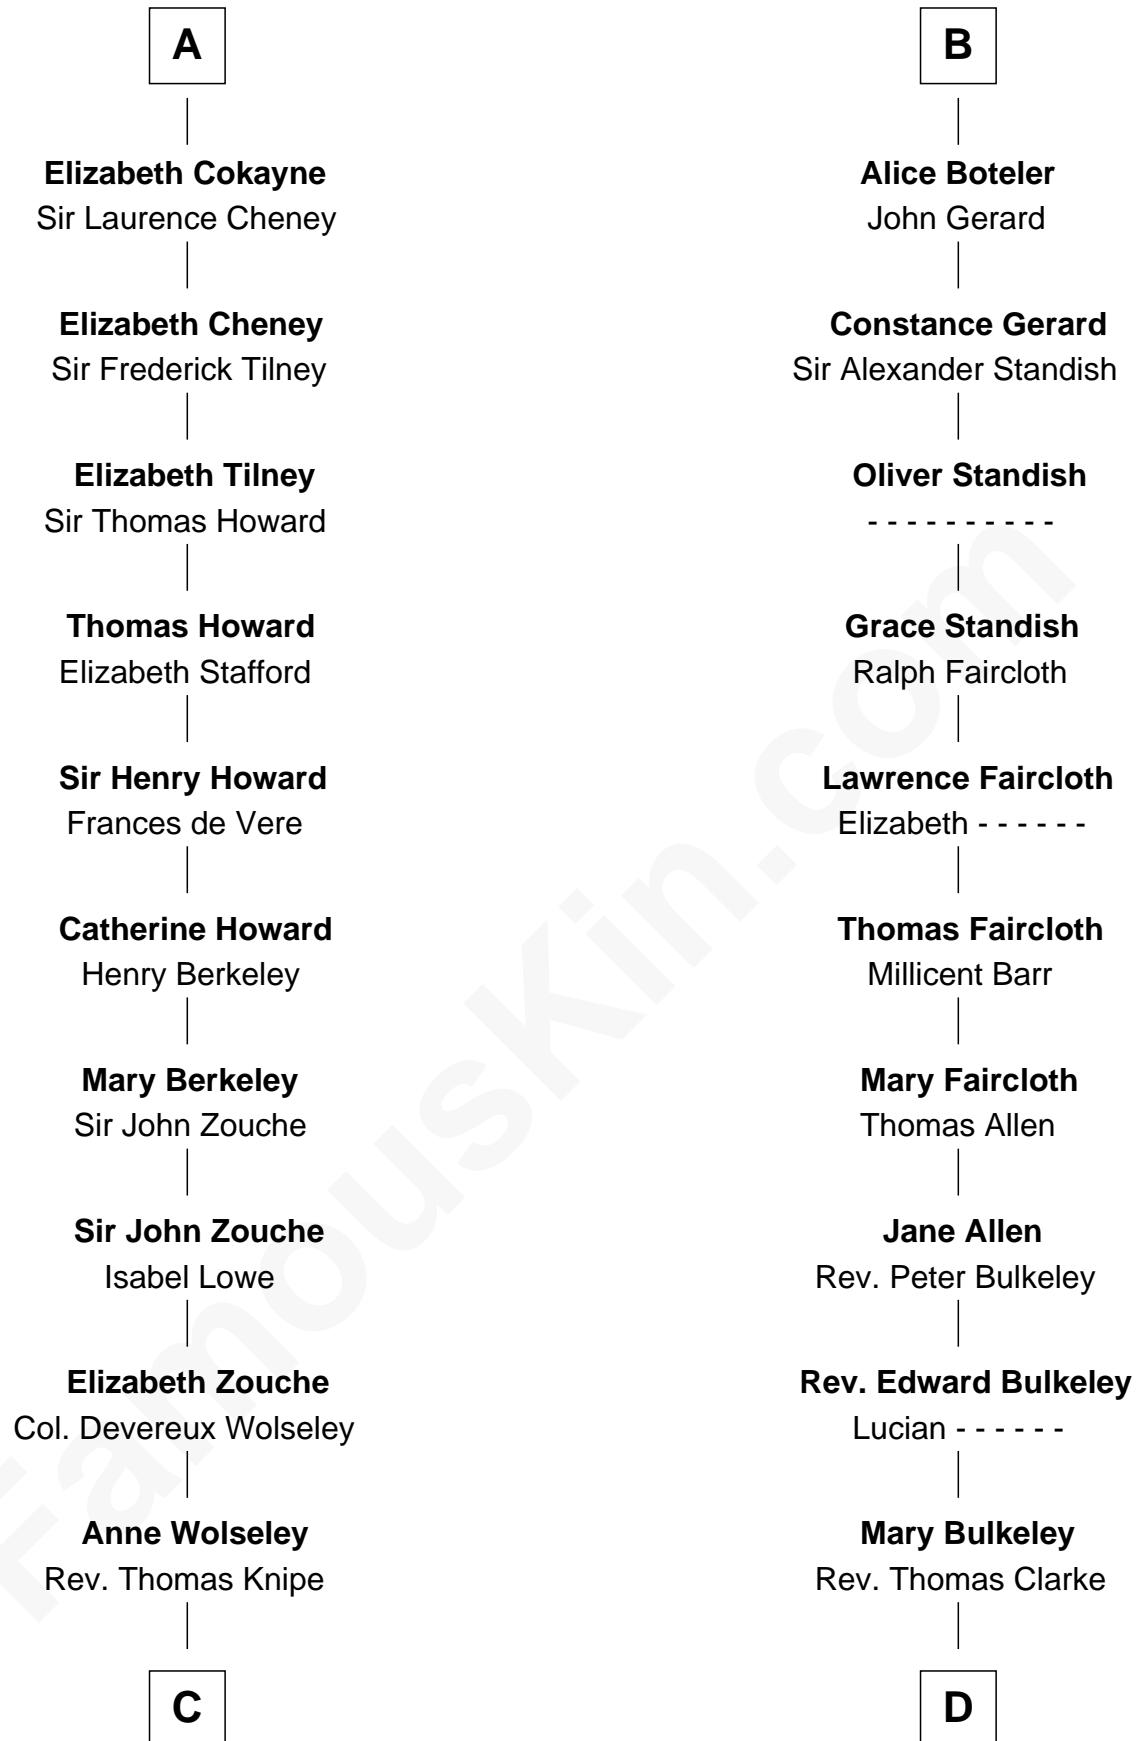 A
Elizabeth Cokayne
Sir Laurence Cheney
Elizabeth Cheney
Sir Frederick Tilney
Elizabeth Tilney
Sir Thomas Howard
Thomas Howard
Elizabeth Stafford
Sir Henry Howard
Frances de Vere
Catherine Howard
Henry Berkeley
Mary Berkeley
Sir John Zouche
Sir John Zouche
Isabel Lowe
Elizabeth Zouche
Col. Devereux Wolseley
Anne Wolseley
Rev. Thomas Knipe
C
B
Alice Boteler
John Gerard
Constance Gerard
Sir Alexander Standish
Oliver Standish
- - - - - - - - - -
Grace Standish
Ralph Faircloth
Lawrence Faircloth
Elizabeth - - - - - -
Thomas Faircloth
Millicent Barr
Mary Faircloth
Thomas Allen
Jane Allen
Rev. Peter Bulkeley
Rev. Edward Bulkeley
Lucian - - - - - -
Mary Bulkeley
Rev. Thomas Clarke
D
FamousKin.com